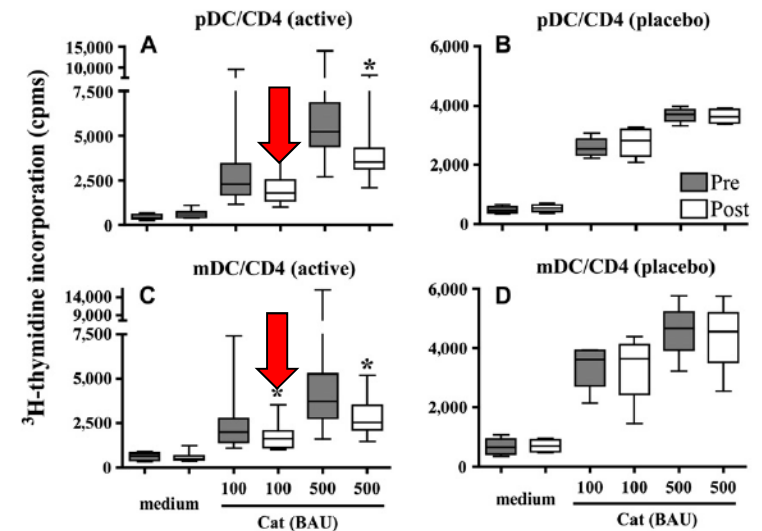 pDC/CD4 (active)
A
15,000
10,000
7,500
5,000
2,500
0
*
pDC/CD4 (placebo)
B
6,000
4,000
2,000
0
Pre
Post
³H-thymidine incorporation (cpms)
mDC/CD4 (active)
C
14,000
9,000
7,500
5,000
2,500
0
*
*
medium
100 100 500 500
Cat (BAU)
mDC/CD4 (placebo)
D
6,000
4,000
2,000
0
medium
100 100 500 500
Cat (BAU)